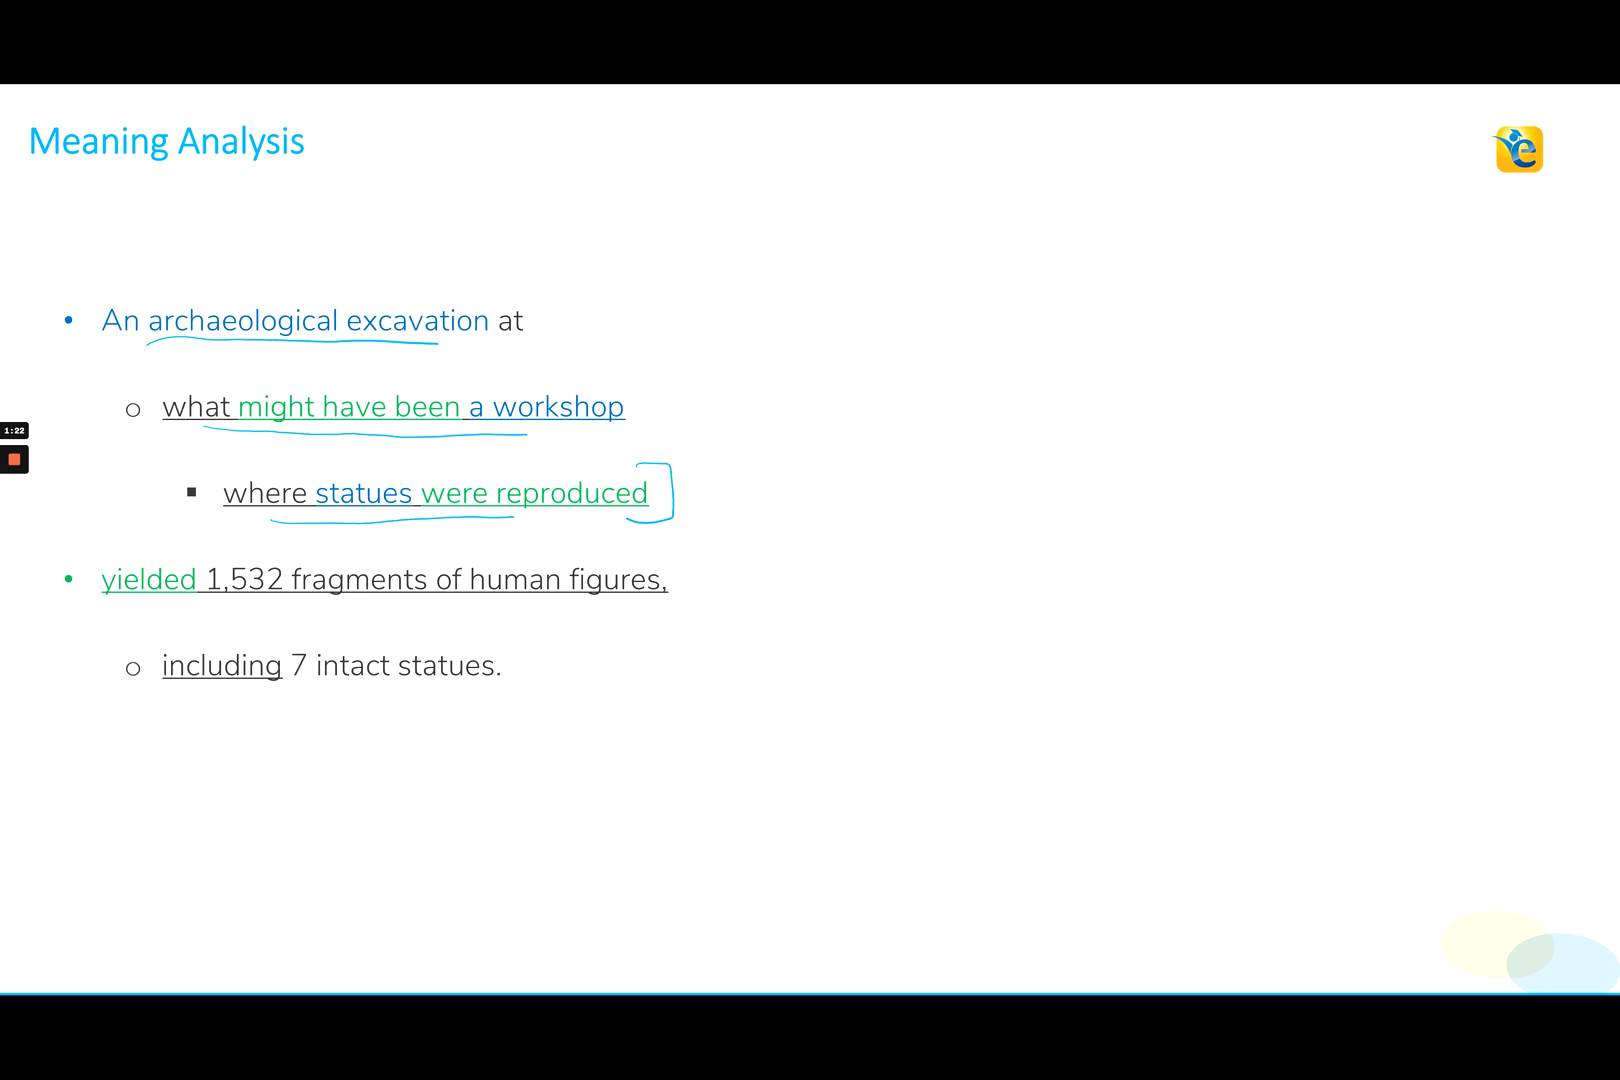 Meaning Analysis
e
• An archaeological excavation at
o what might have been a workshop
▪ where statues were reproduced
1:22
• yielded 1,532 fragments of human figures,
o including 7 intact statues.